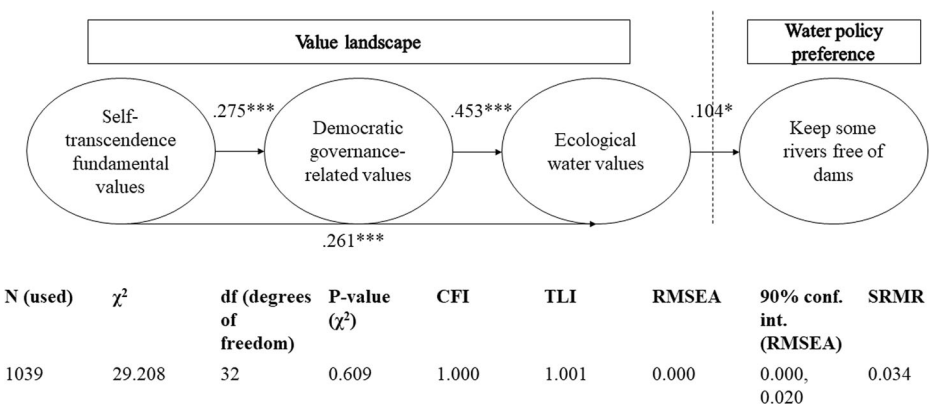 Value landscape
Water policy
preference
Self-
transcendence
fundamental
values
.275***
Democratic
governance-
related values
.453***
Ecological
water values
.104*
Keep some
rivers free of
dams
.261***
N (used) χ² df (degrees of freedom) P-value (χ²) CFI TLI RMSEA 90% conf. int. (RMSEA) SRMR
1039 29.208 32 0.609 1.000 1.001 0.000 0.000, 0.020 0.034